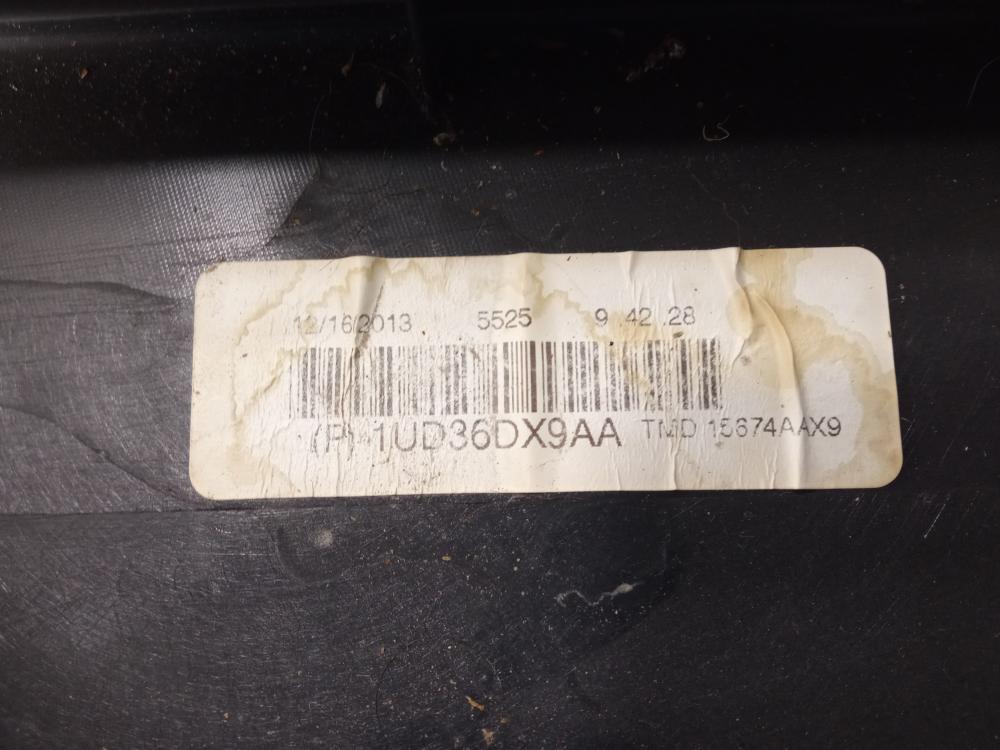 12/16/2013 5525 9 42 28
(P) 1UD36DX9AA TMD 15674AAX9